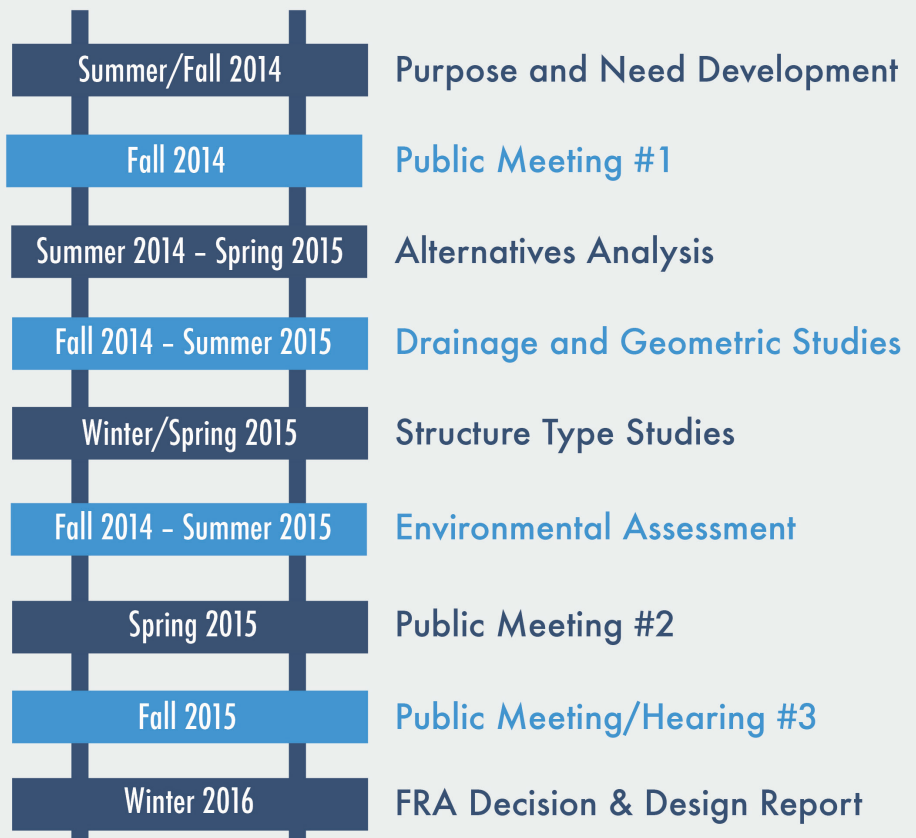 Summer/Fall 2014 Purpose and Need Development
Fall 2014 Public Meeting #1
Summer 2014 – Spring 2015 Alternatives Analysis
Fall 2014 – Summer 2015 Drainage and Geometric Studies
Winter/Spring 2015 Structure Type Studies
Fall 2014 – Summer 2015 Environmental Assessment
Spring 2015 Public Meeting #2
Fall 2015 Public Meeting/Hearing #3
Winter 2016 FRA Decision & Design Report